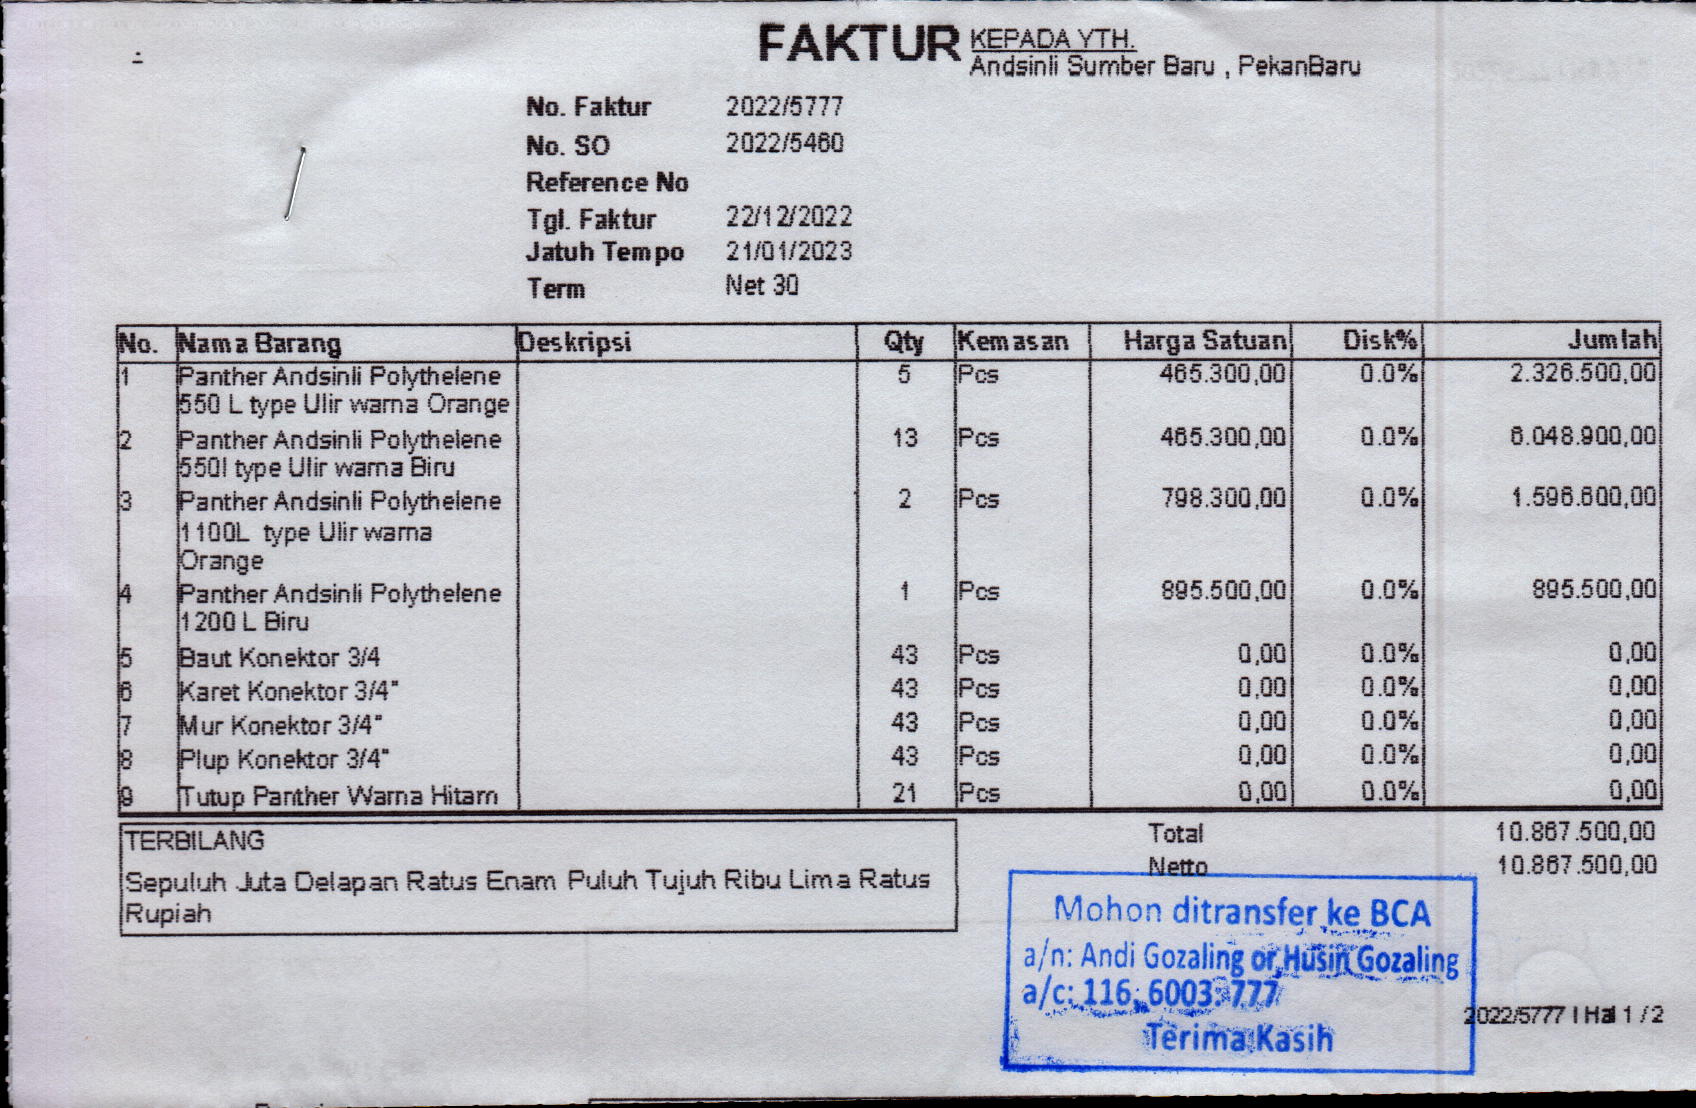 FAKTUR KEPADA YTH.
Andsinli Sumber Baru , PekanBaru
No. Faktur 2022/5777
No. SO 2022/5460
Reference No
Tgl. Faktur 22/12/2022
Jatuh Tempo 21/01/2023
Term Net 30
No. Nama Barang Deskripsi Qty Kemasan Harga Satuan Disk% Jumlah
1 Panther Andsinli Polythelene 5 Pcs 465.300,00 0.0% 2.326.500,00
550 L type Ulir warna Orange
2 Panther Andsinli Polythelene 13 Pcs 465.300,00 0.0% 6.048.900,00
550l type Ulir warna Biru
3 Panther Andsinli Polythelene 2 Pcs 798.300,00 0.0% 1.596.600,00
1100L type Ulir warna
Orange
4 Panther Andsinli Polythelene 1 Pcs 895.500,00 0.0% 895.500,00
1200 L Biru
5 Baut Konektor 3/4 43 Pcs 0,00 0.0% 0,00
6 Karet Konektor 3/4" 43 Pcs 0,00 0.0% 0,00
7 Mur Konektor 3/4" 43 Pcs 0,00 0.0% 0,00
8 Plup Konektor 3/4" 43 Pcs 0,00 0.0% 0,00
9 Tutup Panther Warna Hitam 21 Pcs 0,00 0.0% 0,00
TERBILANG
Sepuluh Juta Delapan Ratus Enam Puluh Tujuh Ribu Lima Ratus
Rupiah
Total 10.867.500,00
Netto 10.867.500,00
Mohon ditransfer ke BCA
a/n: Andi Gozaling or Husin Gozaling
a/c: 116. 6003. 777
Terima Kasih
2022/5777 | Hal 1 / 2